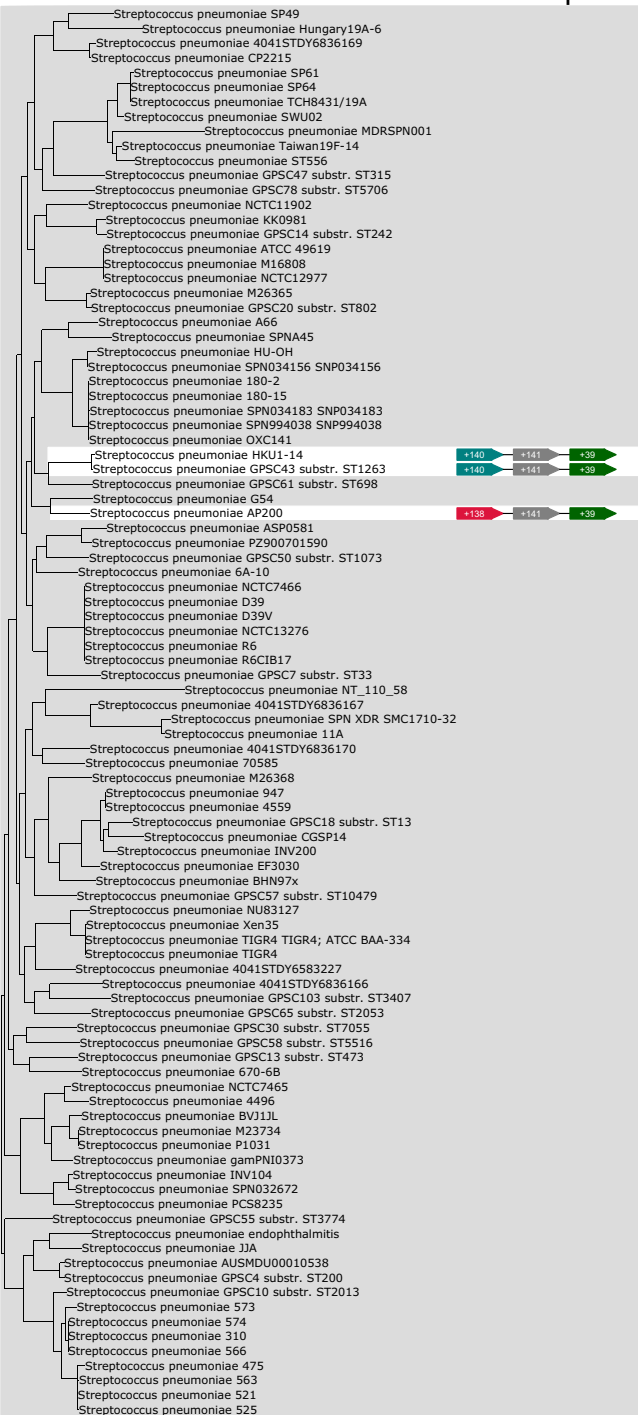 Streptococcus pneumoniae SP49
Streptococcus pneumoniae Hungary19A-6
Streptococcus pneumoniae 4041STDY6836169
Streptococcus pneumoniae CP2215
Streptococcus pneumoniae SP61
Streptococcus pneumoniae SP64
Streptococcus pneumoniae TCH8431/19A
Streptococcus pneumoniae SWU02
Streptococcus pneumoniae MDRSPN001
Streptococcus pneumoniae Taiwan19F-14
Streptococcus pneumoniae ST556
Streptococcus pneumoniae GPSC47 substr. ST315
Streptococcus pneumoniae GPSC78 substr. ST5706
Streptococcus pneumoniae NCTC11902
Streptococcus pneumoniae KK0981
Streptococcus pneumoniae GPSC14 substr. ST242
Streptococcus pneumoniae ATCC 49619
Streptococcus pneumoniae M16808
Streptococcus pneumoniae NCTC12977
Streptococcus pneumoniae M26365
Streptococcus pneumoniae GPSC20 substr. ST802
Streptococcus pneumoniae A66
Streptococcus pneumoniae SPNA45
Streptococcus pneumoniae HU-OH
Streptococcus pneumoniae SPN034156 SNP034156
Streptococcus pneumoniae 180-2
Streptococcus pneumoniae 180-15
Streptococcus pneumoniae SPN034183 SNP034183
Streptococcus pneumoniae SPN994038 SNP994038
Streptococcus pneumoniae OXC141
Streptococcus pneumoniae HKU1-14 +140 +141 +39
Streptococcus pneumoniae GPSC43 substr. ST1263 +140 +141 +39
Streptococcus pneumoniae GPSC61 substr. ST698
Streptococcus pneumoniae G54
Streptococcus pneumoniae AP200 +138 +141 +39
Streptococcus pneumoniae ASP0581
Streptococcus pneumoniae PZ900701590
Streptococcus pneumoniae GPSC50 substr. ST1073
Streptococcus pneumoniae 6A-10
Streptococcus pneumoniae NCTC7466
Streptococcus pneumoniae D39
Streptococcus pneumoniae D39V
Streptococcus pneumoniae NCTC13276
Streptococcus pneumoniae R6
Streptococcus pneumoniae R6CIB17
Streptococcus pneumoniae GPSC7 substr. ST33
Streptococcus pneumoniae NT_110_58
Streptococcus pneumoniae 4041STDY6836167
Streptococcus pneumoniae SPN XDR SMC1710-32
Streptococcus pneumoniae 11A
Streptococcus pneumoniae 4041STDY6836170
Streptococcus pneumoniae 70585
Streptococcus pneumoniae M26368
Streptococcus pneumoniae 947
Streptococcus pneumoniae 4559
Streptococcus pneumoniae GPSC18 substr. ST13
Streptococcus pneumoniae CGSP14
Streptococcus pneumoniae INV200
Streptococcus pneumoniae EF3030
Streptococcus pneumoniae BHN97x
Streptococcus pneumoniae GPSC57 substr. ST10479
Streptococcus pneumoniae NU83127
Streptococcus pneumoniae Xen35
Streptococcus pneumoniae TIGR4 TIGR4; ATCC BAA-334
Streptococcus pneumoniae TIGR4
Streptococcus pneumoniae 4041STDY6583227
Streptococcus pneumoniae 4041STDY6836166
Streptococcus pneumoniae GPSC103 substr. ST3407
Streptococcus pneumoniae GPSC65 substr. ST2053
Streptococcus pneumoniae GPSC30 substr. ST7055
Streptococcus pneumoniae GPSC58 substr. ST5516
Streptococcus pneumoniae GPSC13 substr. ST473
Streptococcus pneumoniae 670-6B
Streptococcus pneumoniae NCTC7465
Streptococcus pneumoniae 4496
Streptococcus pneumoniae BVJ1JL
Streptococcus pneumoniae M23734
Streptococcus pneumoniae P1031
Streptococcus pneumoniae gamPNI0373
Streptococcus pneumoniae INV104
Streptococcus pneumoniae SPN032672
Streptococcus pneumoniae PCS8235
Streptococcus pneumoniae GPSC55 substr. ST3774
Streptococcus pneumoniae endophthalmitis
Streptococcus pneumoniae JJA
Streptococcus pneumoniae AUSMDU00010538
Streptococcus pneumoniae GPSC4 substr. ST200
Streptococcus pneumoniae GPSC10 substr. ST2013
Streptococcus pneumoniae 573
Streptococcus pneumoniae 574
Streptococcus pneumoniae 310
Streptococcus pneumoniae 566
Streptococcus pneumoniae 475
Streptococcus pneumoniae 563
Streptococcus pneumoniae 521
Streptococcus pneumoniae 525